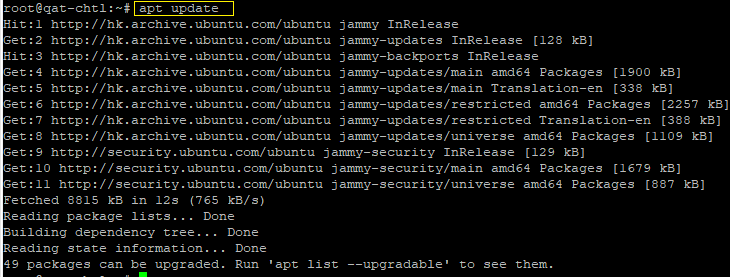 root@qat-chtl:~# apt update
Hit:1 http://hk.archive.ubuntu.com/ubuntu jammy InRelease
Get:2 http://hk.archive.ubuntu.com/ubuntu jammy-updates InRelease [128 kB]
Hit:3 http://hk.archive.ubuntu.com/ubuntu jammy-backports InRelease
Get:4 http://hk.archive.ubuntu.com/ubuntu jammy-updates/main amd64 Packages [1900 kB]
Get:5 http://hk.archive.ubuntu.com/ubuntu jammy-updates/main Translation-en [338 kB]
Get:6 http://hk.archive.ubuntu.com/ubuntu jammy-updates/restricted amd64 Packages [2257 kB]
Get:7 http://hk.archive.ubuntu.com/ubuntu jammy-updates/restricted Translation-en [388 kB]
Get:8 http://hk.archive.ubuntu.com/ubuntu jammy-updates/universe amd64 Packages [1109 kB]
Get:9 http://security.ubuntu.com/ubuntu jammy-security InRelease [129 kB]
Get:10 http://security.ubuntu.com/ubuntu jammy-security/main amd64 Packages [1679 kB]
Get:11 http://security.ubuntu.com/ubuntu jammy-security/universe amd64 Packages [887 kB]
Fetched 8815 kB in 12s (765 kB/s)
Reading package lists... Done
Building dependency tree... Done
Reading state information... Done
49 packages can be upgraded. Run 'apt list --upgradable' to see them.